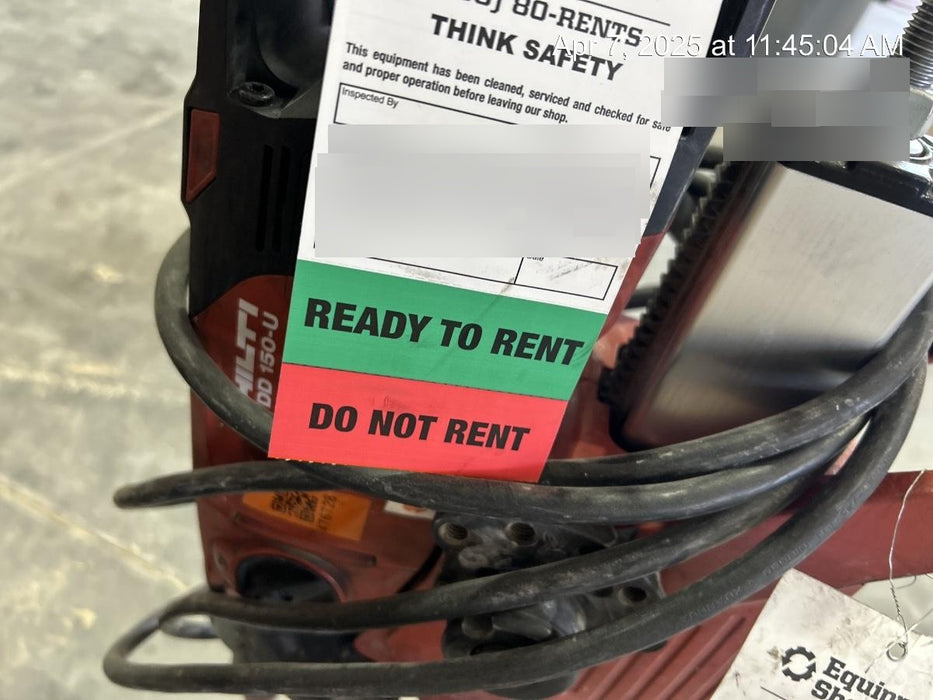 80-RENTS
THINK SAFETY
Apr 7, 2025 at 11:45:04 AM
This equipment has been cleaned, serviced and checked for safe
and proper operation before leaving our shop.
Inspected By
READY TO RENT
DO NOT RENT
HILTI
DD 150-U